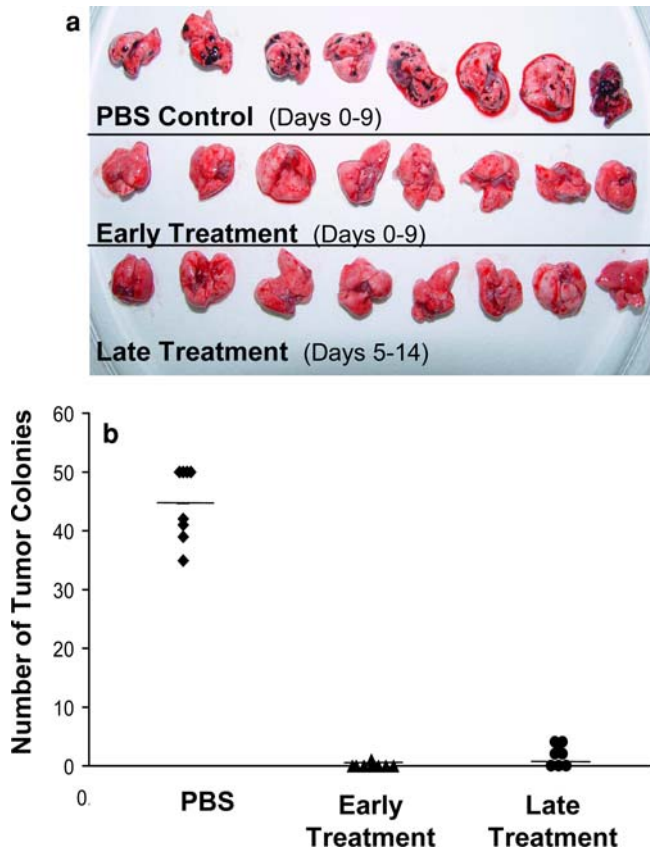 a
PBS Control (Days 0-9)
Early Treatment (Days 0-9)
Late Treatment (Days 5-14)
b
Number of Tumor Colonies
60
50
40
30
20
10
0
0.
PBS
Early
Treatment
Late
Treatment